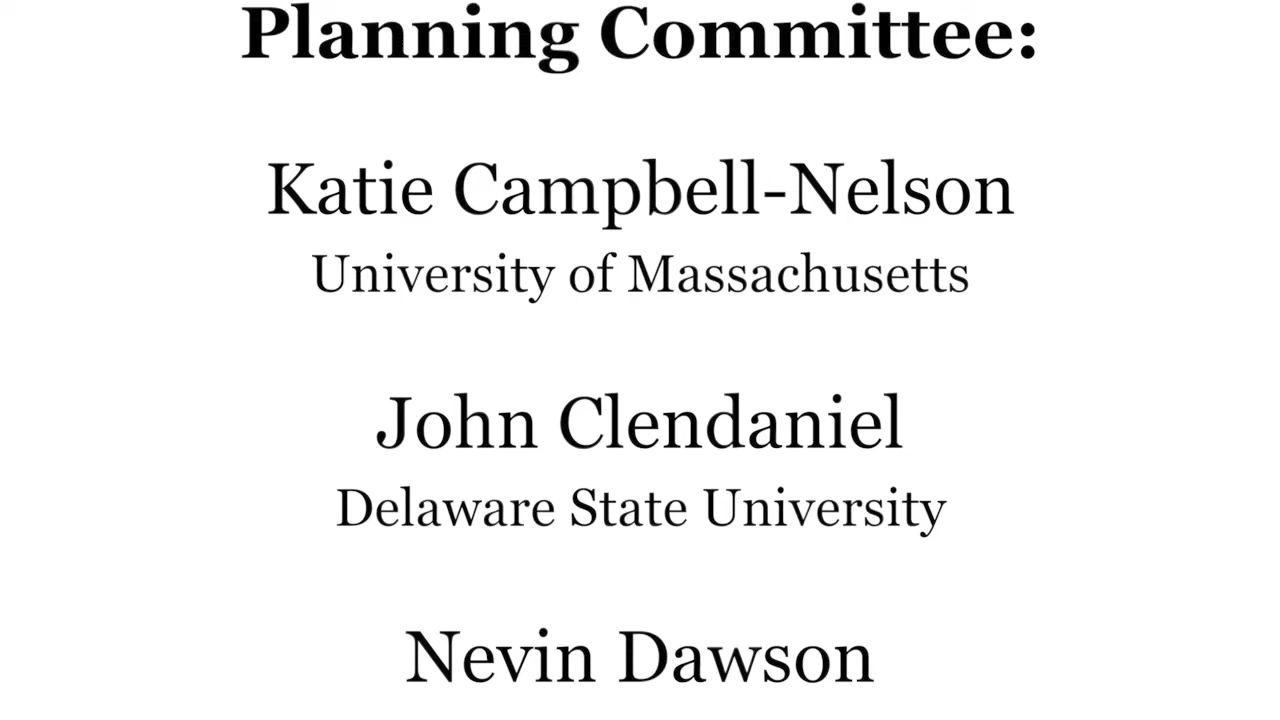 Planning Committee:
Katie Campbell-Nelson
University of Massachusetts
John Clendaniel
Delaware State University
Nevin Dawson